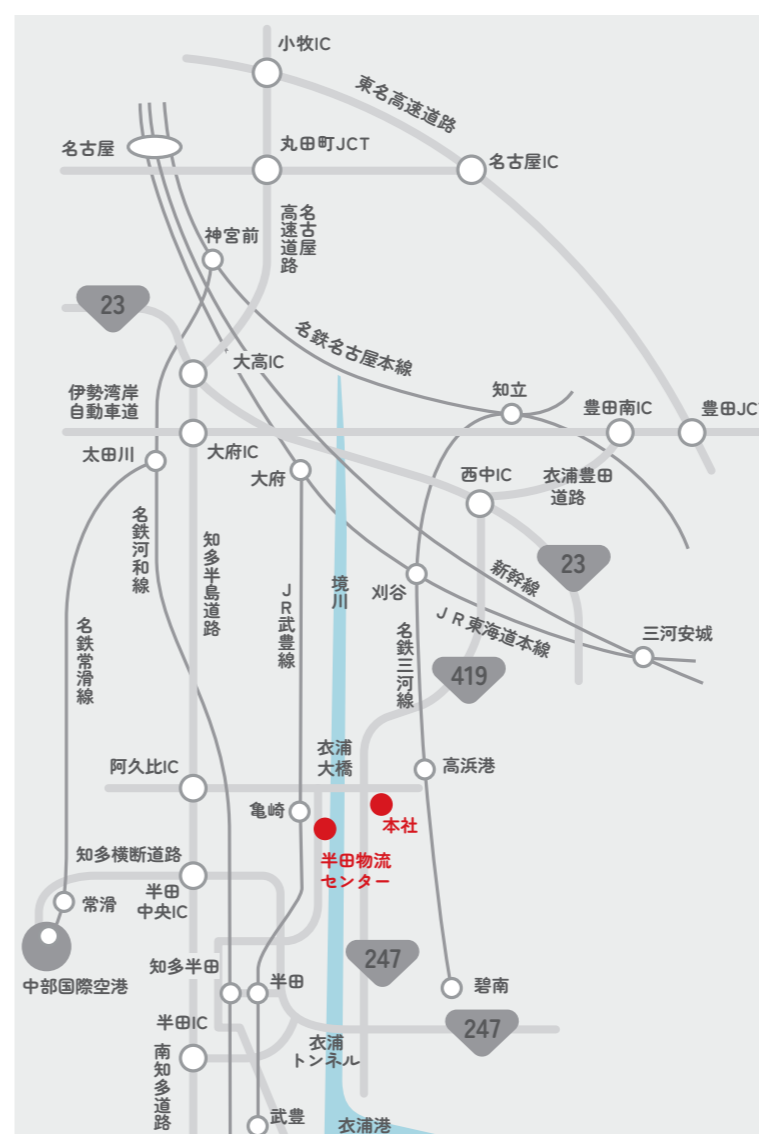 小牧IC
東名高速道路
名古屋
丸田町JCT
名古屋IC
名古屋
高速道路
神宮前
23
名鉄名古屋本線
大高IC
伊勢湾岸
自動車道
知立
豊田南IC
豊田JCT
太田川
大府IC
大府
西中IC
衣浦豊田
道路
名鉄河和線
知多半島道路
JR武豊線
境川
刈谷
新幹線
23
JR東海道本線
三河安城
名鉄常滑線
名鉄三河線
419
衣浦
大橋
阿久比IC
高浜港
亀崎
本社
半田物流
センター
知多横断道路
半田
中央IC
常滑
中部国際空港
知多半田
半田
247
碧南
半田IC
247
衣浦
トンネル
南知多道路
武豊
衣浦港